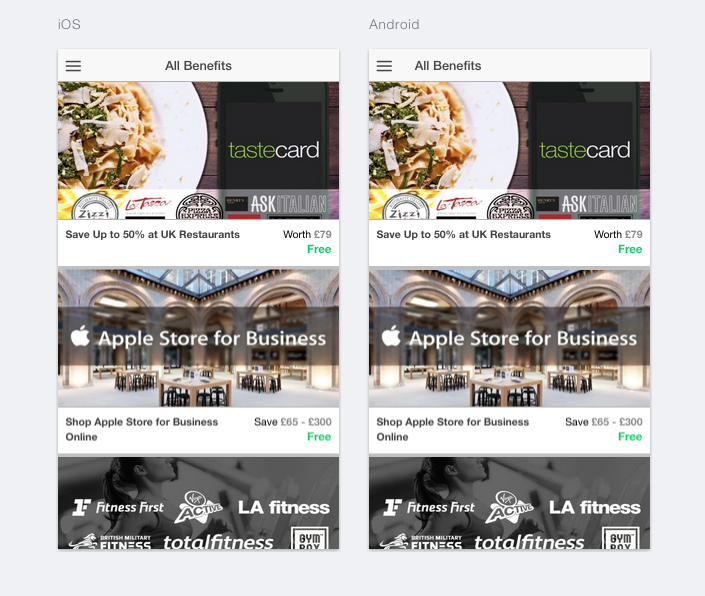 iOS
Android
All Benefits
All Benefits
tastecard
Zizzi
La Tasca
PIZZA EXPRESS
ASK ITALIAN
Save Up to 50% at UK Restaurants
Worth £79
Free
tastecard
Zizzi
La Tasca
PIZZA EXPRESS
ASK ITALIAN
Save Up to 50% at UK Restaurants
Worth £79
Free
Apple Store for Business
Shop Apple Store for Business
Online
Save £65 - £300
Free
Apple Store for Business
Shop Apple Store for Business
Online
Save £65 - £300
Free
Fitness First
Virgin
ACTIVE
LA fitness
BRITISH MILITARY
FITNESS
totalfitness
GYM
BOX
Fitness First
Virgin
ACTIVE
LA fitness
BRITISH MILITARY
FITNESS
totalfitness
GYM
BOX